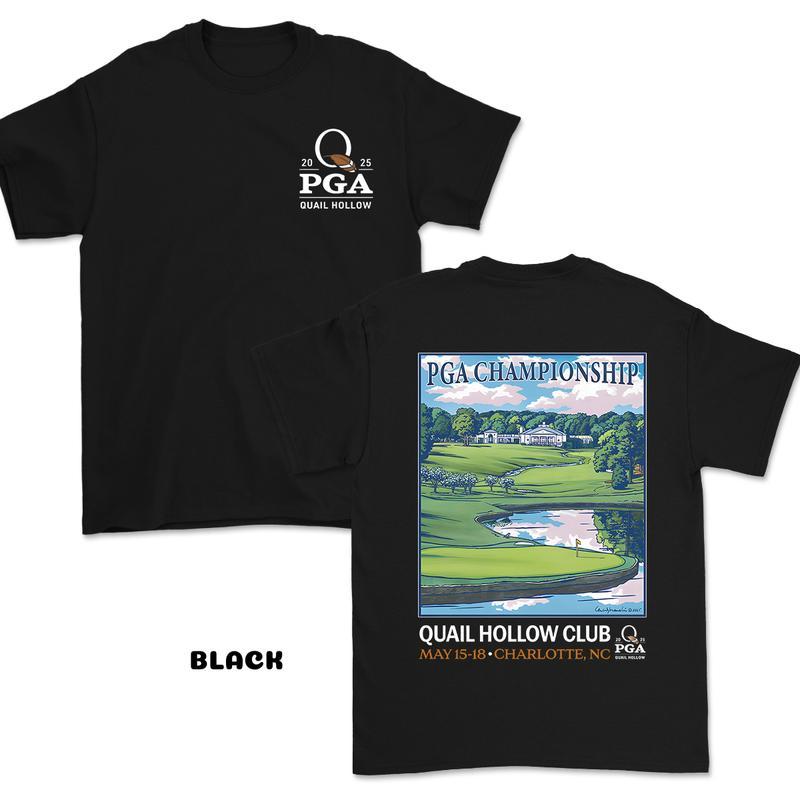 20 25
PGA
QUAIL HOLLOW
PGA CHAMPIONSHIP
QUAIL HOLLOW CLUB
MAY 15-18 • CHARLOTTE, NC
20 25
PGA
QUAIL HOLLOW
BLACK